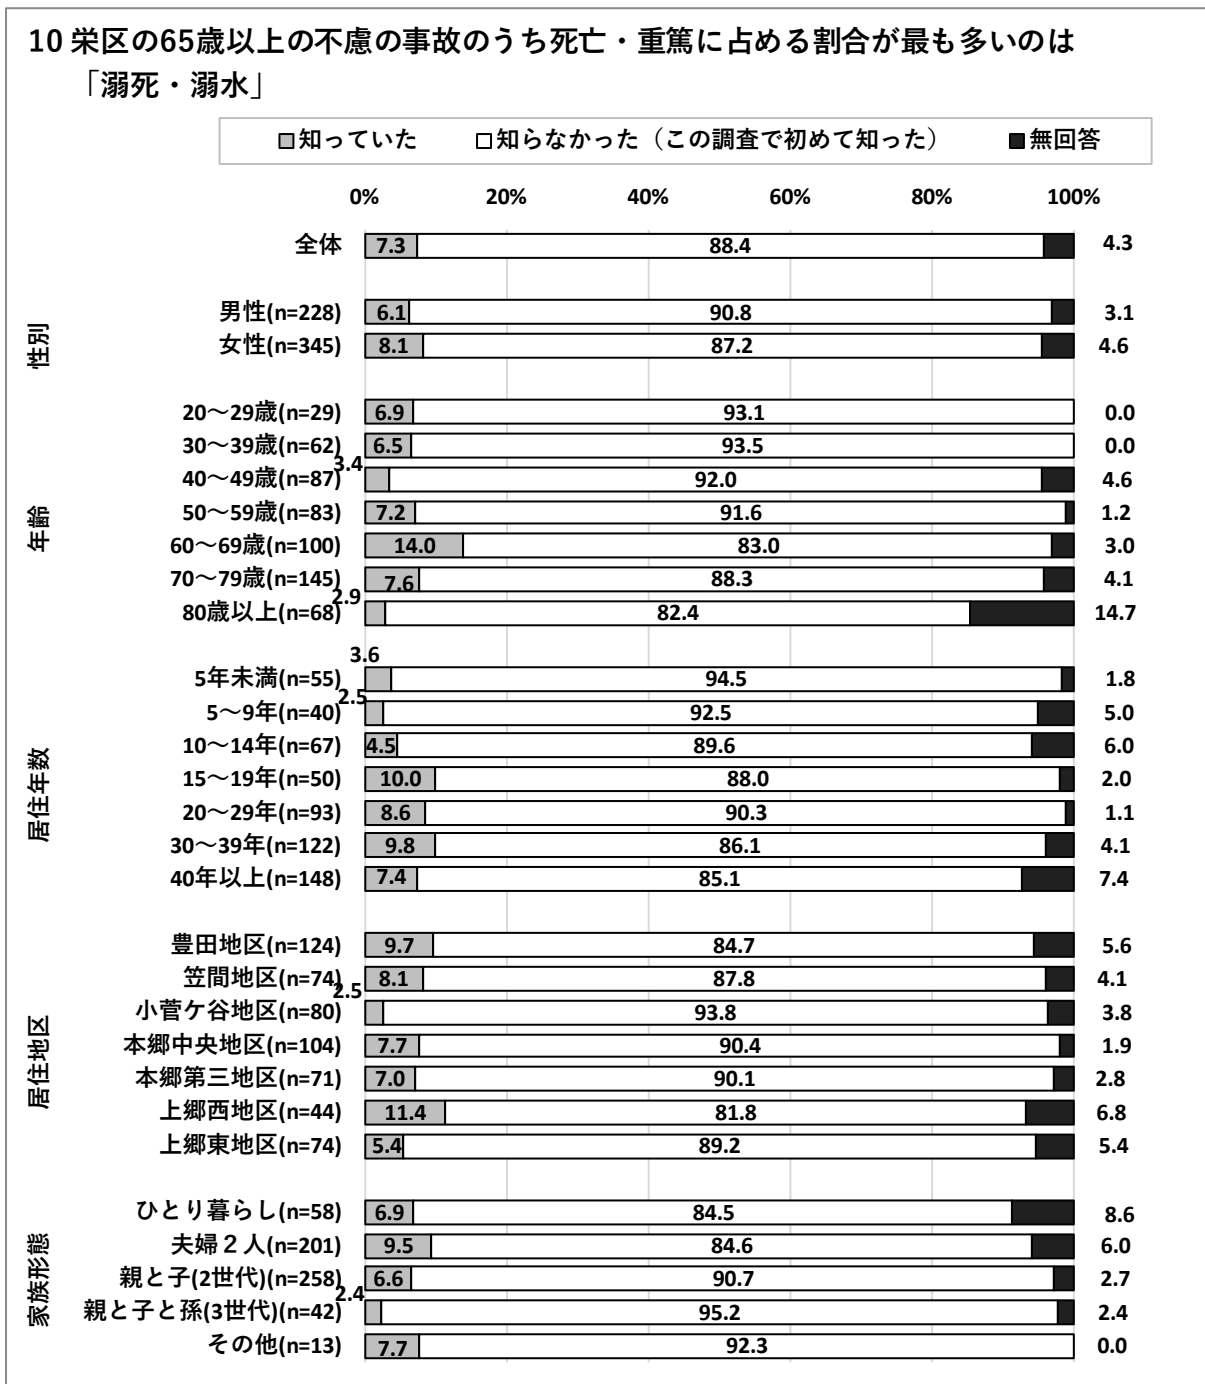 10 栄区の65歳以上の不慮の事故のうち死亡・重篤に占める割合が最も多いのは
「溺死・溺水」
知っていた 知らなかった（この調査で初めて知った） 無回答
0% 20% 40% 60% 80% 100%
全体 7.3 88.4 4.3
性別
男性(n=228) 6.1 90.8 3.1
女性(n=345) 8.1 87.2 4.6
年齢
20～29歳(n=29) 6.9 93.1 0.0
30～39歳(n=62) 6.5 93.5 0.0
40～49歳(n=87) 3.4 92.0 4.6
50～59歳(n=83) 7.2 91.6 1.2
60～69歳(n=100) 14.0 83.0 3.0
70～79歳(n=145) 7.6 88.3 4.1
80歳以上(n=68) 2.9 82.4 14.7
居住年数
5年未満(n=55) 3.6 94.5 1.8
5～9年(n=40) 2.5 92.5 5.0
10～14年(n=67) 4.5 89.6 6.0
15～19年(n=50) 10.0 88.0 2.0
20～29年(n=93) 8.6 90.3 1.1
30～39年(n=122) 9.8 86.1 4.1
40年以上(n=148) 7.4 85.1 7.4
居住地区
豊田地区(n=124) 9.7 84.7 5.6
笠間地区(n=74) 8.1 87.8 4.1
小菅ケ谷地区(n=80) 2.5 93.8 3.8
本郷中央地区(n=104) 7.7 90.4 1.9
本郷第三地区(n=71) 7.0 90.1 2.8
上郷西地区(n=44) 11.4 81.8 6.8
上郷東地区(n=74) 5.4 89.2 5.4
家族形態
ひとり暮らし(n=58) 6.9 84.5 8.6
夫婦２人(n=201) 9.5 84.6 6.0
親と子(2世代)(n=258) 6.6 90.7 2.7
親と子と孫(3世代)(n=42) 2.4 95.2 2.4
その他(n=13) 7.7 92.3 0.0